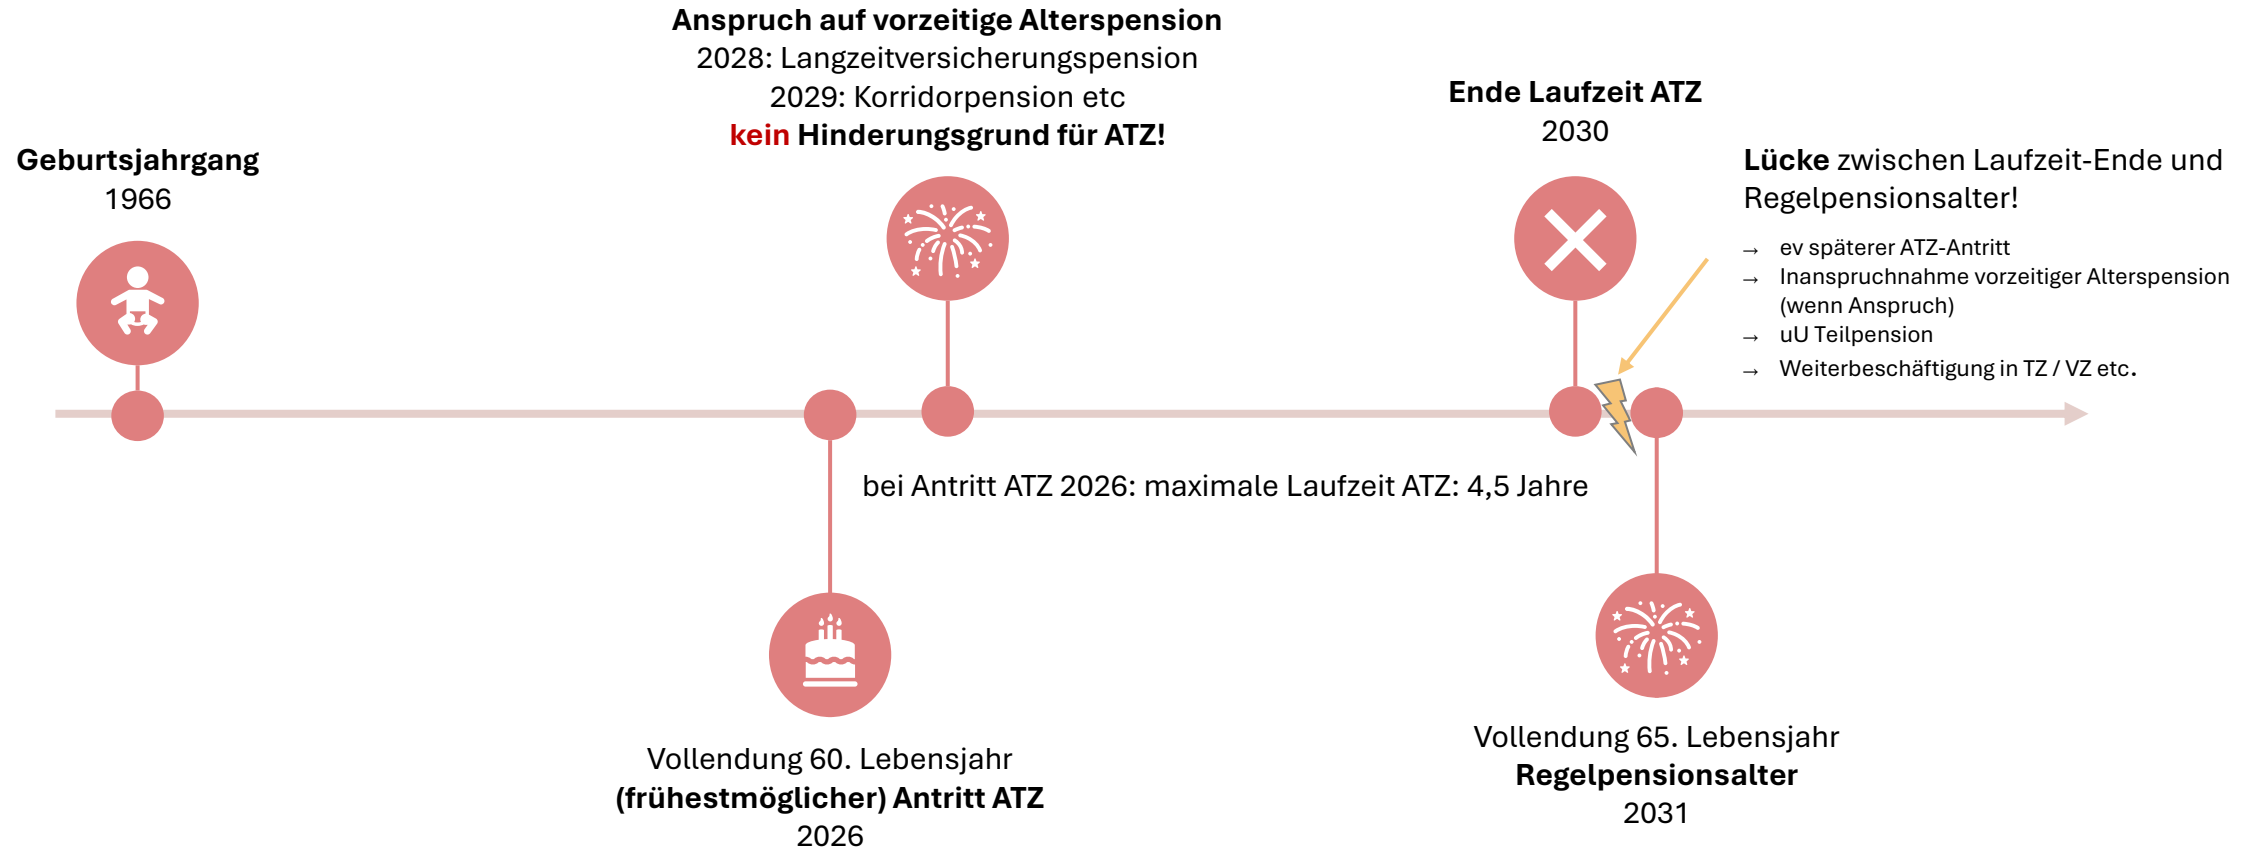 Anspruch auf vorzeitige Alterspension
2028: Langzeitversicherungspension
2029: Korridorpension etc
kein Hinderungsgrund für ATZ!
Geburtsjahrgang
1966
Ende Laufzeit ATZ
2030
Lücke zwischen Laufzeit-Ende und
Regelpensionsalter!
→ ev späterer ATZ-Antritt
→ Inanspruchnahme vorzeitiger Alterspension
(wenn Anspruch)
→ uU Teilpension
→ Weiterbeschäftigung in TZ / VZ etc.
bei Antritt ATZ 2026: maximale Laufzeit ATZ: 4,5 Jahre
Vollendung 60. Lebensjahr
(frühestmöglicher) Antritt ATZ
2026
Vollendung 65. Lebensjahr
Regelpensionsalter
2031